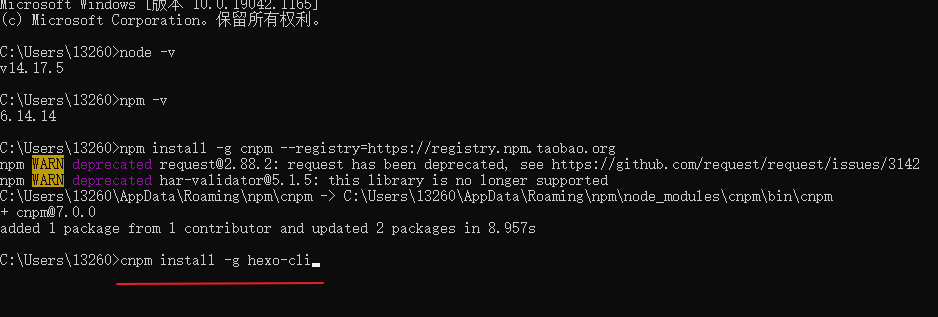 Microsoft Windows [版本 10.0.19042.1165]
(c) Microsoft Corporation。保留所有权利。
C:\Users\13260>node -v
v14.17.5
C:\Users\13260>npm -v
6.14.14
C:\Users\13260>npm install -g cnpm --registry=https://registry.npm.taobao.org
npm WARN deprecated request@2.88.2: request has been deprecated, see https://github.com/request/request/issues/3142
npm WARN deprecated har-validator@5.1.5: this library is no longer supported
C:\Users\13260\AppData\Roaming\npm\cnpm -> C:\Users\13260\AppData\Roaming\npm\node_modules\cnpm\bin\cnpm
+ cnpm@7.0.0
added 1 package from 1 contributor and updated 2 packages in 8.957s
C:\Users\13260>cnpm install -g hexo-cli